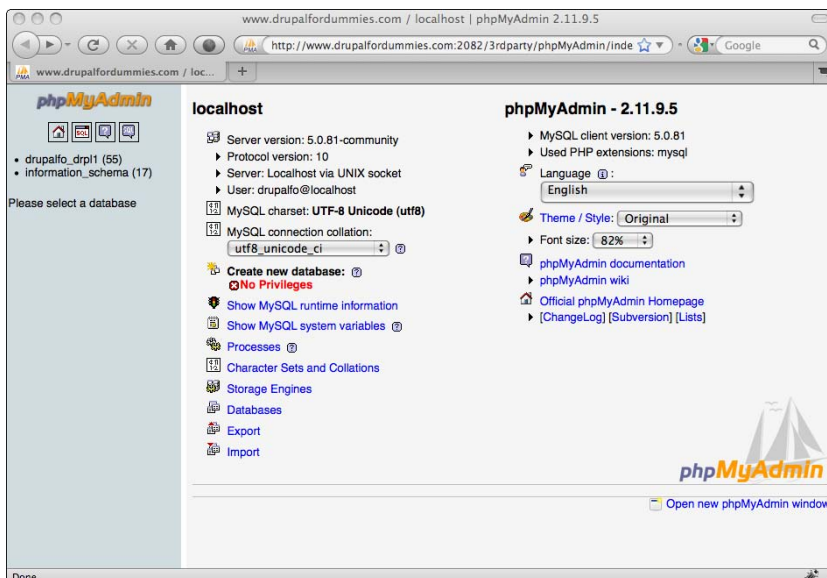 www.drupalfordummies.com / localhost | phpMyAdmin 2.11.9.5
http://www.drupalfordummies.com:2082/3rdparty/phpMyAdmin/inde
Google
www.drupalfordummies.com / loc...
phpMyAdmin
SQL
drupalfo_drpl1 (55)
information_schema (17)
Please select a database
localhost
Server version: 5.0.81-community
Protocol version: 10
Server: Localhost via UNIX socket
User: drupalfo@localhost
MySQL charset: UTF-8 Unicode (utf8)
MySQL connection collation:
utf8_unicode_ci
Create new database:
No Privileges
Show MySQL runtime information
Show MySQL system variables
Processes
Character Sets and Collations
Storage Engines
Databases
Export
Import
phpMyAdmin - 2.11.9.5
MySQL client version: 5.0.81
Used PHP extensions: mysql
Language :
English
Theme / Style: Original
Font size: 82%
phpMyAdmin documentation
phpMyAdmin wiki
Official phpMyAdmin Homepage
[ChangeLog] [Subversion] [Lists]
phpMyAdmin
Open new phpMyAdmin window
Done